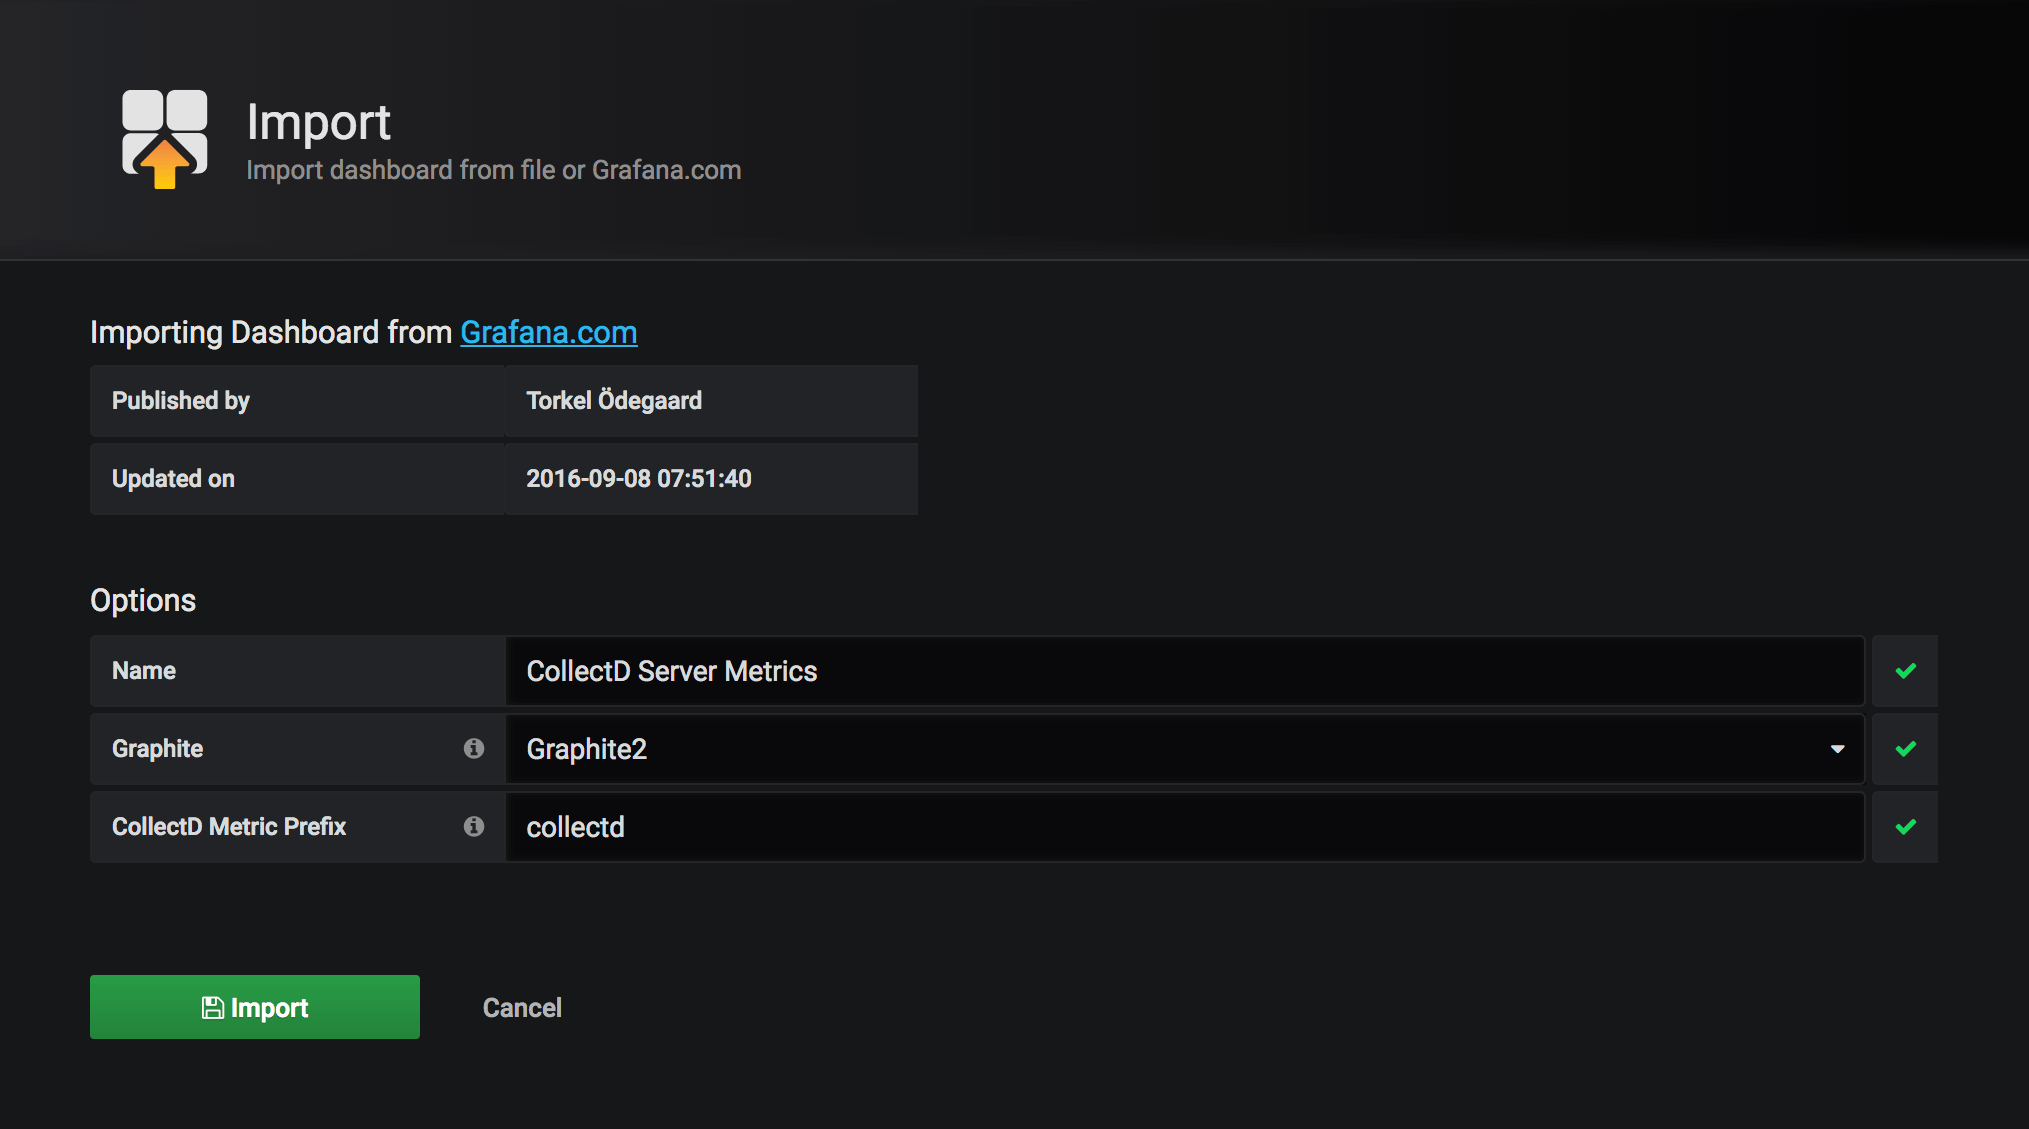 Import
Import dashboard from file or Grafana.com
Importing Dashboard from Grafana.com
Published by Torkel Ödegaard
Updated on 2016-09-08 07:51:40
Options
Name CollectD Server Metrics
Graphite Graphite2
CollectD Metric Prefix collectd
Import Cancel